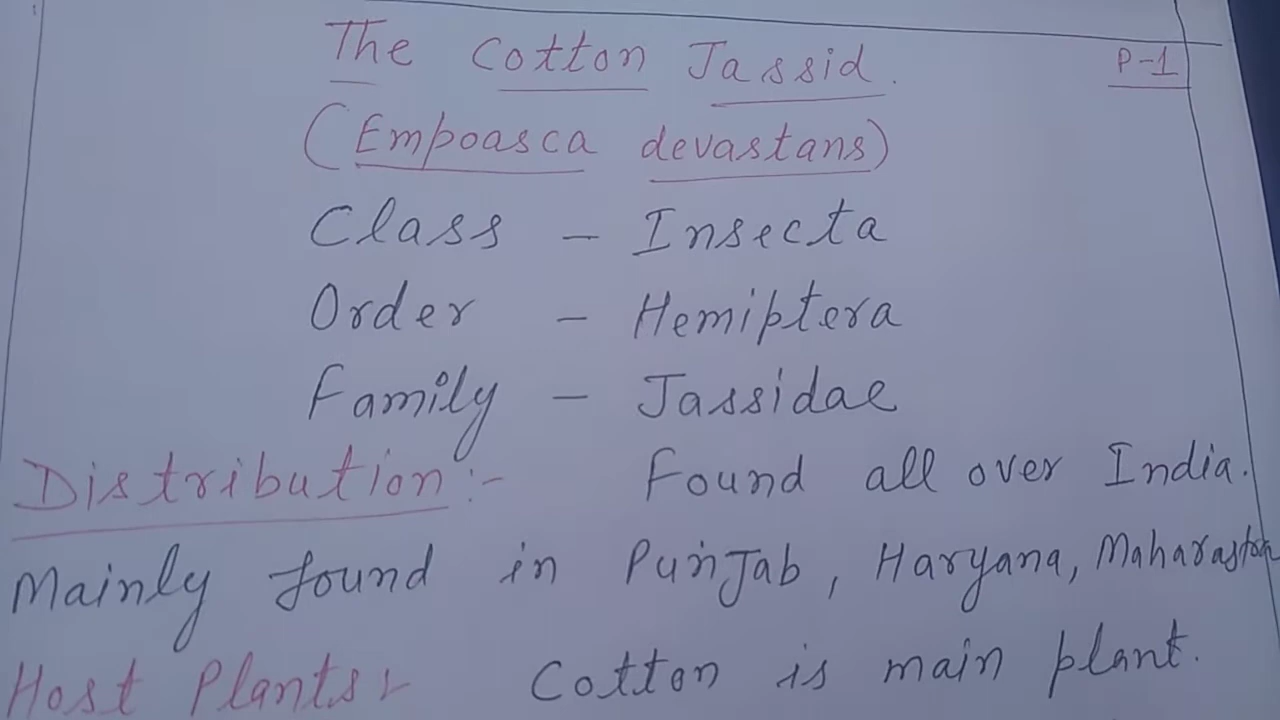 The Cotton Jassid.
P-1
(Empoasca devastans)
Class - Insecta
Order - Hemiptera
Family - Jassidae
Distribution:- Found all over India.
Mainly found in Punjab, Haryana, Maharastra
Host Plants:- Cotton is main plant.